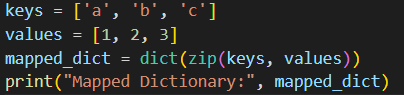 keys = ['a', 'b', 'c']
values = [1, 2, 3]
mapped_dict = dict(zip(keys, values))
print("Mapped Dictionary:", mapped_dict)